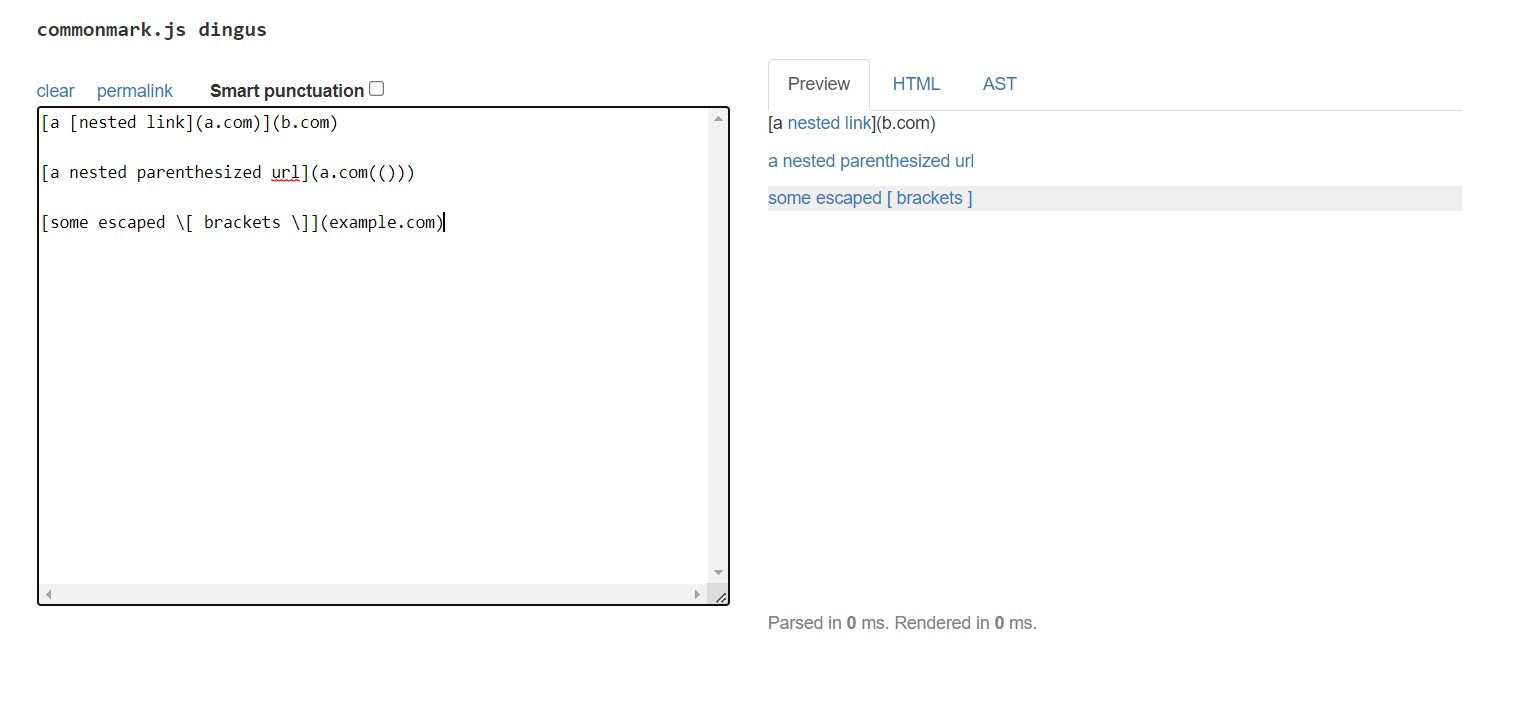 commonmark.js dingus
clear permalink Smart punctuation
Preview HTML AST
[a [nested link](a.com)](b.com)
[a nested parenthesized url](a.com(()))
[some escaped \[ brackets \]](example.com)
[a nested link](b.com)
a nested parenthesized url
some escaped [ brackets ]
Parsed in 0 ms. Rendered in 0 ms.